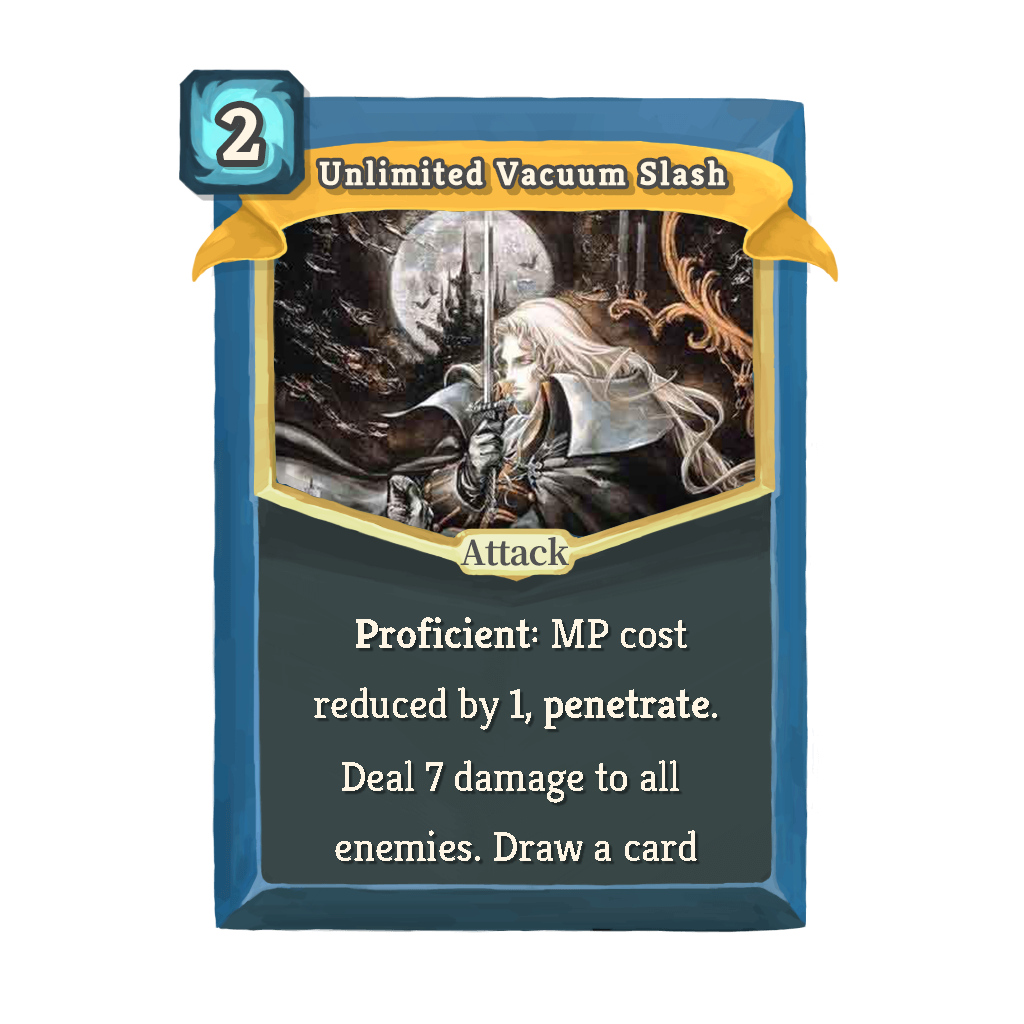 2
Unlimited Vacuum Slash
Attack
Proficient: MP cost
reduced by 1, penetrate.
Deal 7 damage to all
enemies. Draw a card